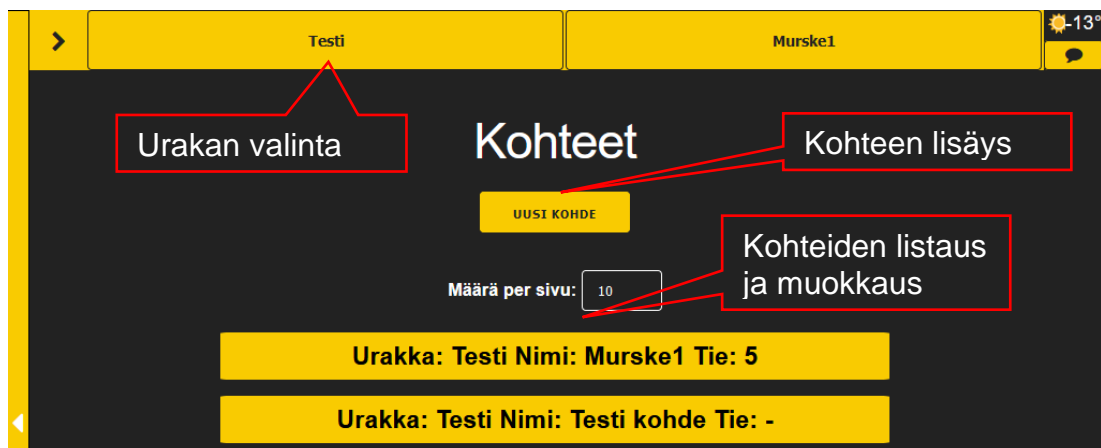 Testi
Murske1
-13°
Urakan valinta
Kohteet
Kohteen lisäys
UUSI KOHDE
Kohteiden listaus
ja muokkaus
Määrä per sivu: 10
Urakka: Testi Nimi: Murske1 Tie: 5
Urakka: Testi Nimi: Testi kohde Tie: -